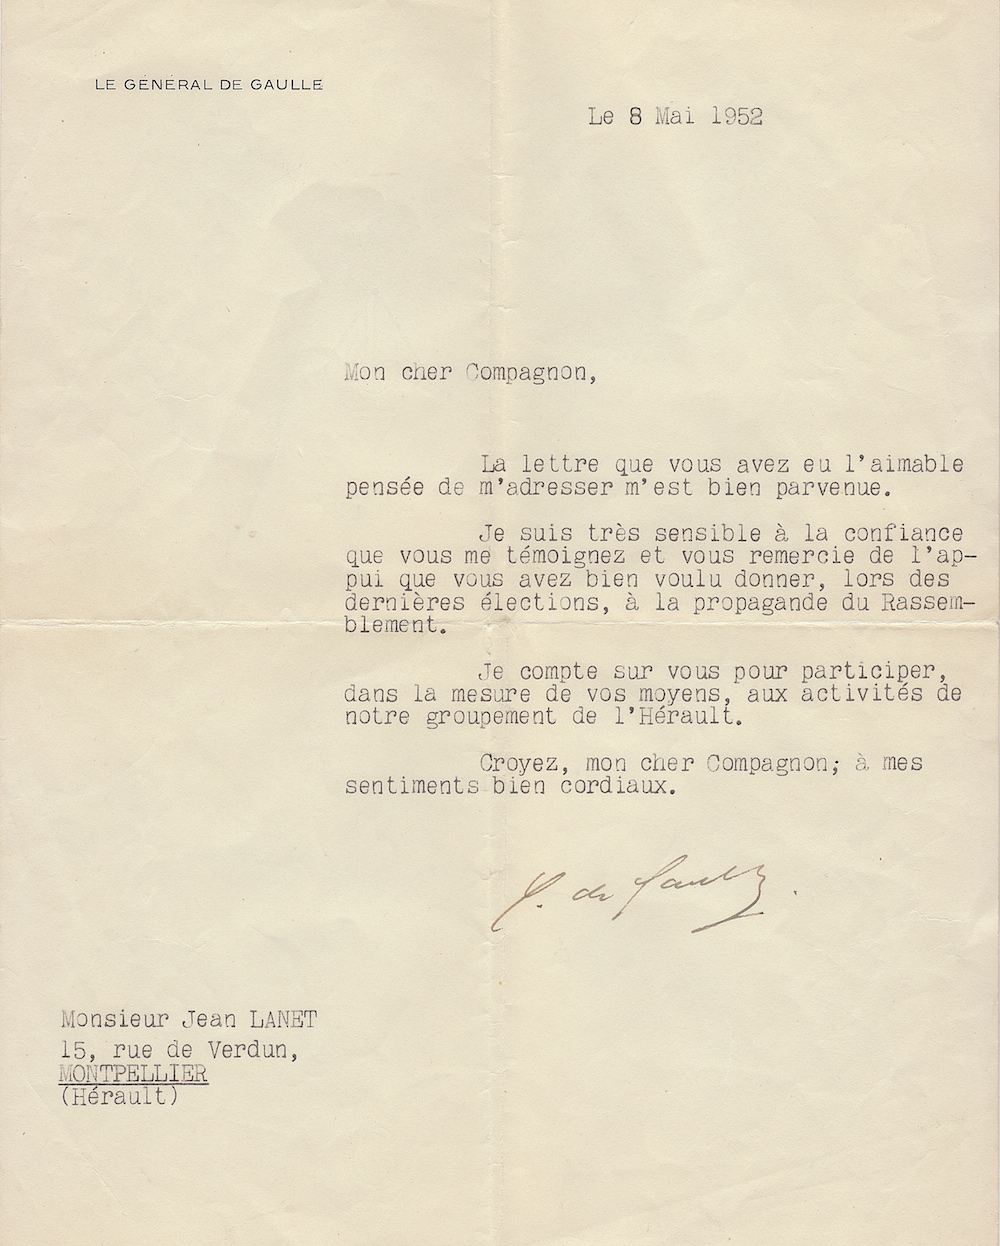 LE GÉNÉRAL DE GAULLE
Le 8 Mai 1952
Mon cher Compagnon,
La lettre que vous avez eu l'aimable
pensée de m'adresser m'est bien parvenue.
Je suis très sensible à la confiance
que vous me témoignez et vous remercie de l'ap-
pui que vous avez bien voulu donner, lors des
dernières élections, à la propagande du Rassem-
blement.
Je compte sur vous pour participer,
dans la mesure de vos moyens, aux activités de
notre groupement de l'Hérault.
Croyez, mon cher Compagnon; à mes
sentiments bien cordiaux.
C. de Gaulle.
Monsieur Jean LANET
15, rue de Verdun,
MONTPELLIER
(Hérault)